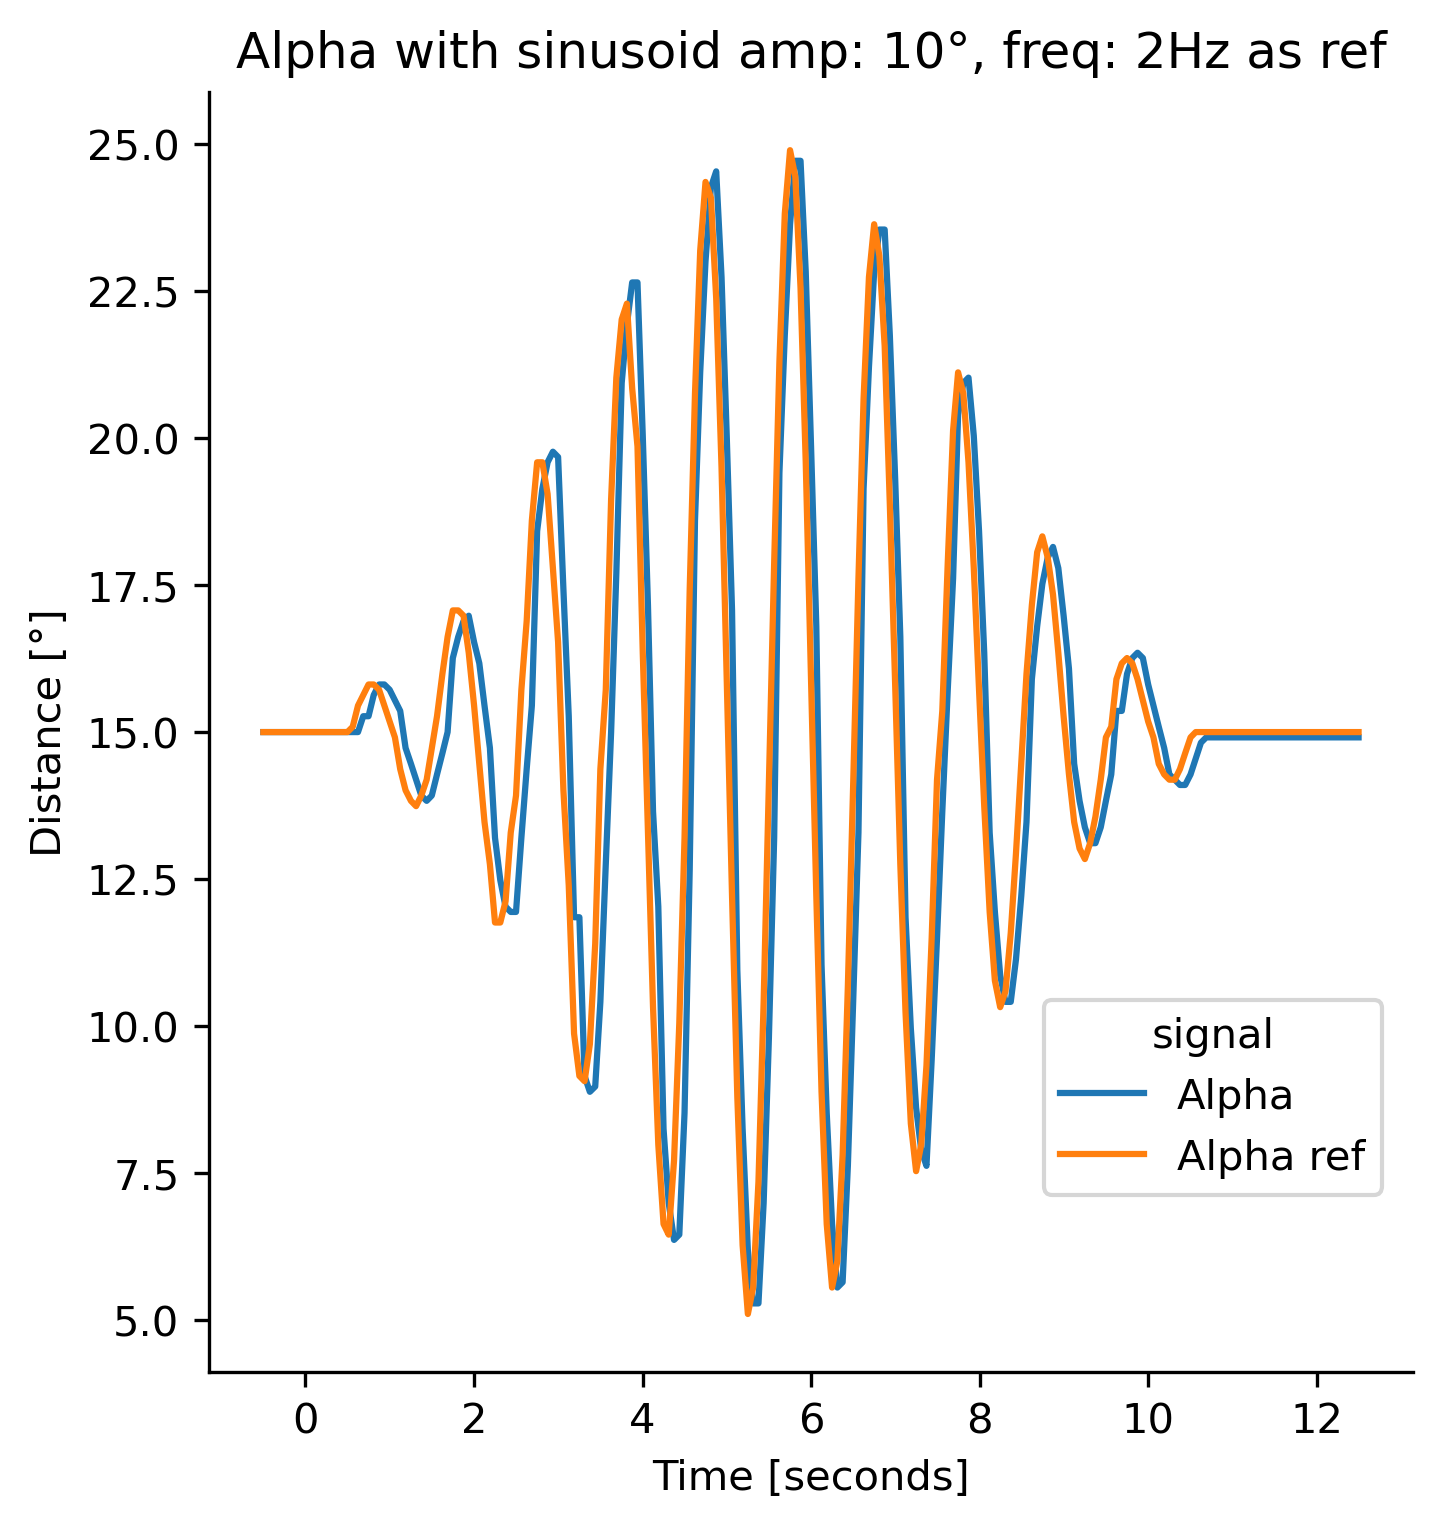 Alpha with sinusoid amp: 10°, freq: 2Hz as ref
25.0
22.5
20.0
17.5
15.0
12.5
10.0
7.5
5.0
Distance [°]
signal
Alpha
Alpha ref
0 2 4 6 8 10 12
Time [seconds]